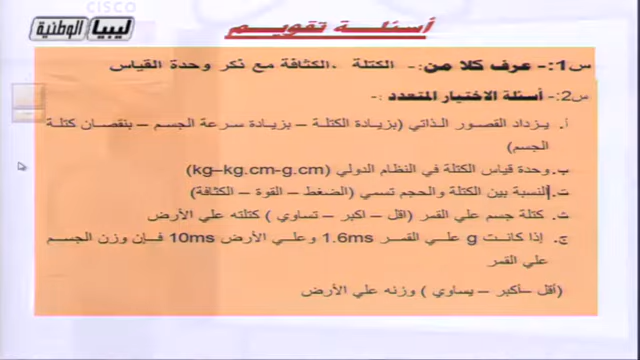 CISCO
ليبيا الوطنية
أسئلة تقويم
س1:- عرف كلا من:- الكتلة ،الكثافة مع ذكر وحدة القياس
س2:- أسئلة الاختيار المتعدد :-
أ. يزداد القصور الذاتي (بزيادة الكتلة – بزيادة سرعة الجسم – بنقصان كتلة
الجسم)
ب. وحدة قياس الكتلة في النظام الدولي (kg–kg.cm-g.cm)
ت. النسبة بين الكتلة والحجم تسمي (الضغط – القوة – الكثافة)
ث. كتلة جسم علي القمر (اقل – اكبر – تساوي ) كتلته علي الأرض
ج. إذا كانت g علي القمر 1.6ms وعلي الأرض 10ms فإن وزن الجسم
علي القمر
(أقل –أكبر – يساوي ) وزنه علي الأرض